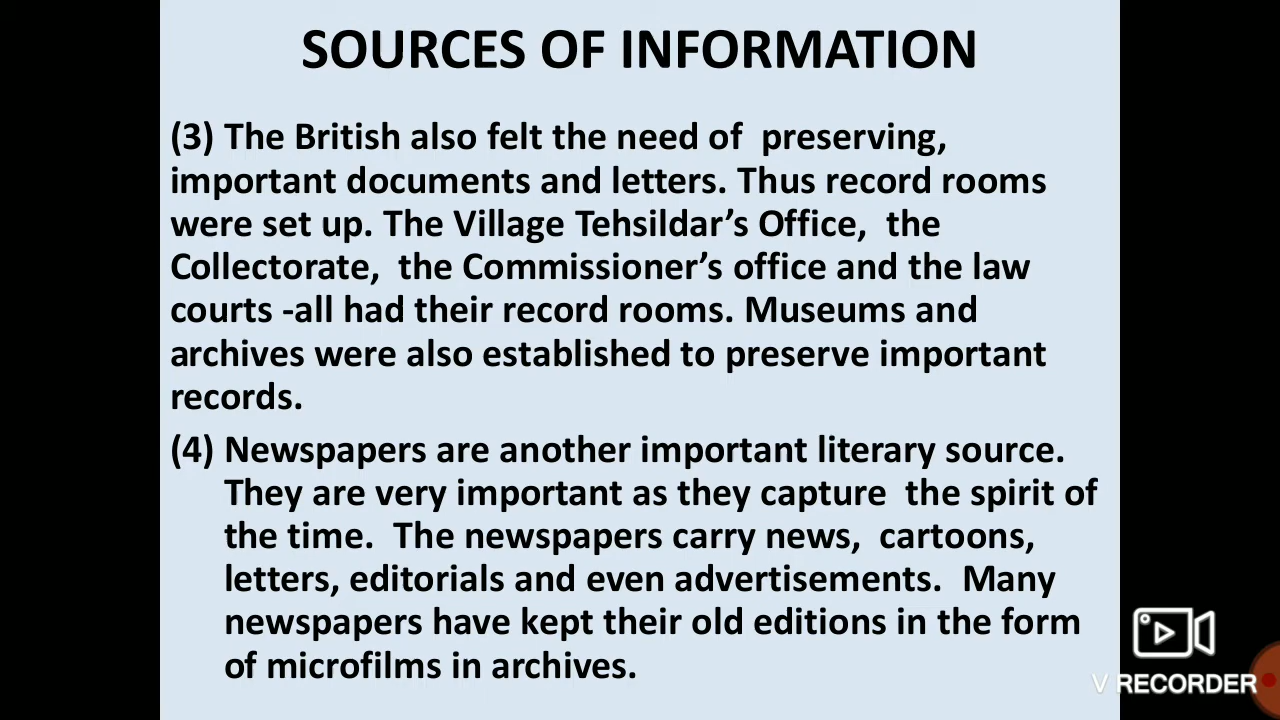 SOURCES OF INFORMATION
(3) The British also felt the need of  preserving,
important documents and letters. Thus record rooms
were set up. The Village Tehsildar’s Office,  the
Collectorate,  the Commissioner’s office and the law
courts -all had their record rooms. Museums and
archives were also established to preserve important
records.
(4) Newspapers are another important literary source.
They are very important as they capture  the spirit of
the time.  The newspapers carry news,  cartoons,
letters, editorials and even advertisements.  Many
newspapers have kept their old editions in the form
of microfilms in archives.
V RECORDER